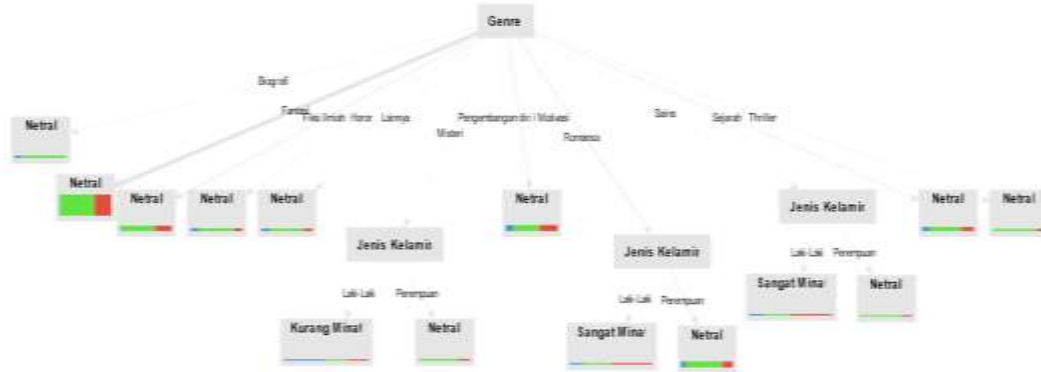 Genre
Biografi
Fantasi
Fiksi Ilmiah Horor Lainnya
Misteri
Pengembangan diri / Motivasi
Romansa
Sains
Sejarah Thriller
Netral
Netral
Netral
Netral
Netral
Netral
Netral
Netral
Jenis Kelamin
Jenis Kelamin
Jenis Kelamin
Laki-Laki Perempuan
Laki-Laki Perempuan
Laki-Laki Perempuan
Sangat Minat
Netral
Kurang Minat
Netral
Sangat Minat
Netral